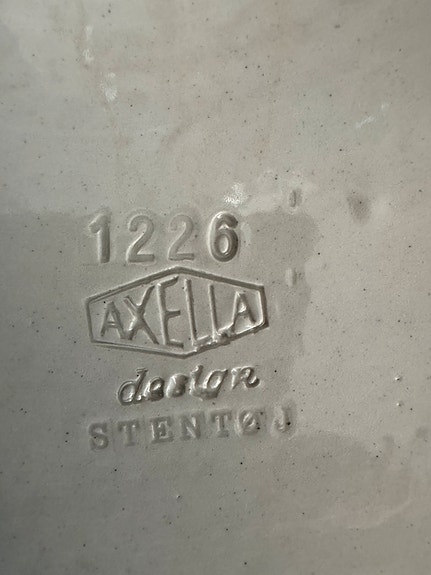 1226
AXELLA
design
STENTØJ